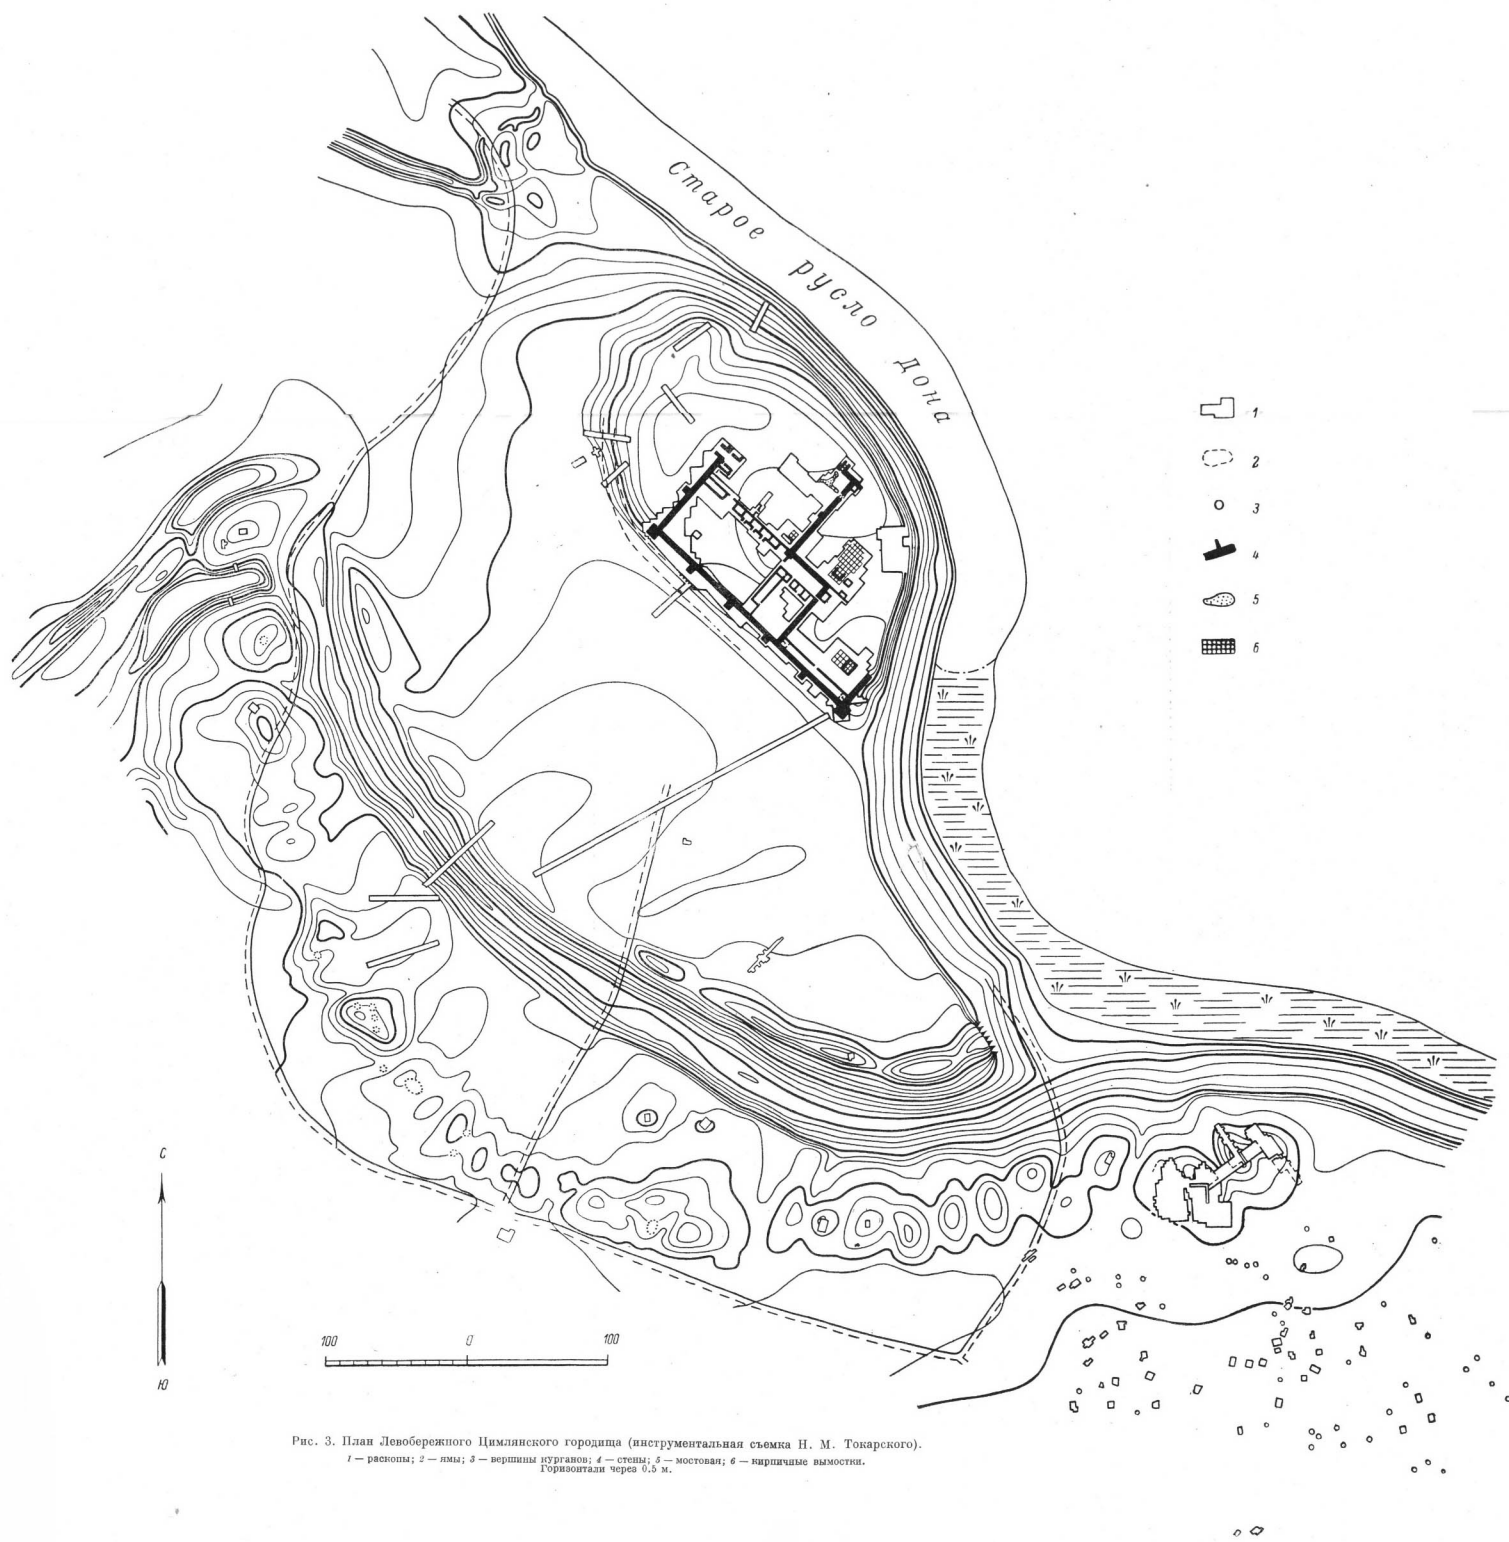 Старое русло Дона
1
2
3
4
5
6
С
Ю
100 0 100
Рис. 3. План Левобережного Цимлянского городища (инструментальная съемка Н. М. Токарского).
1 — раскопы; 2 — ямы; 3 — вершины курганов; 4 — стены; 5 — мостовая; 6 — кирпичные вымостки.
Горизонтали через 0.5 м.